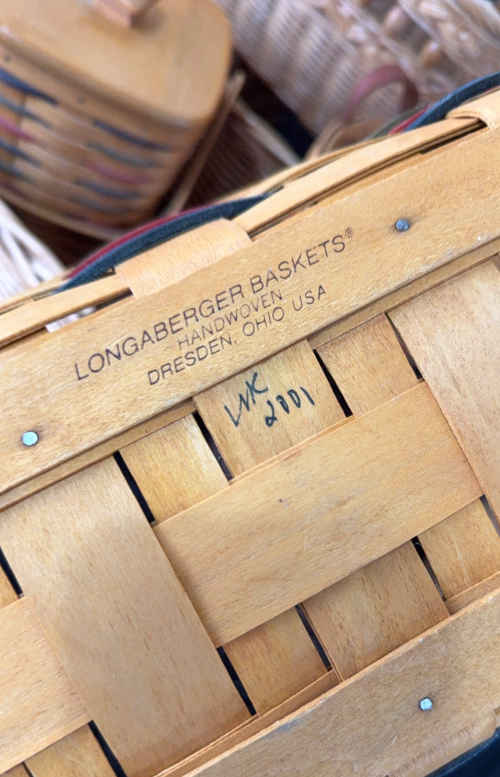 LONGABERGER BASKETS®
HANDWOVEN
DRESDEN, OHIO USA
WK
2001